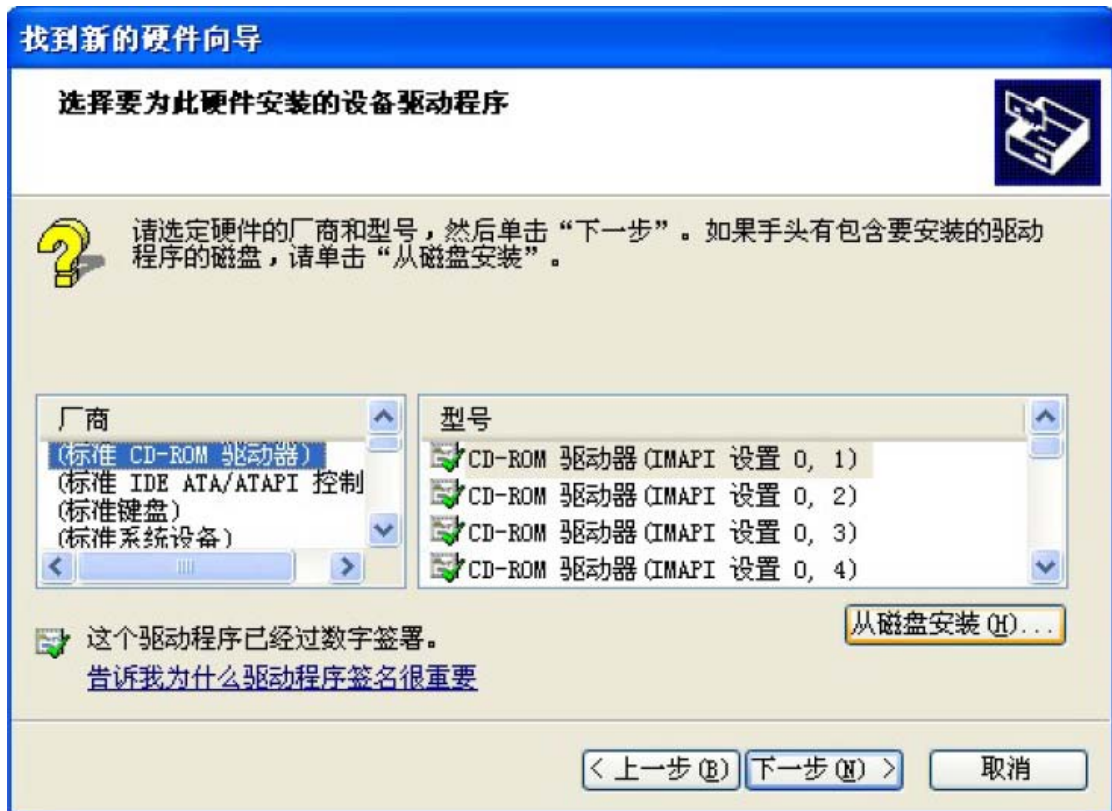 找到新的硬件向导
选择要为此硬件安装的设备驱动程序
请选定硬件的厂商和型号，然后单击“下一步”。如果手头有包含要安装的驱动
程序的磁盘，请单击“从磁盘安装”。
厂商
(标准 CD-ROM 驱动器)
(标准 IDE ATA/ATAPI 控制
(标准键盘)
(标准系统设备)
型号
CD-ROM 驱动器(IMAPI 设置 0, 1)
CD-ROM 驱动器(IMAPI 设置 0, 2)
CD-ROM 驱动器(IMAPI 设置 0, 3)
CD-ROM 驱动器(IMAPI 设置 0, 4)
从磁盘安装(H)...
这个驱动程序已经过数字签署。
告诉我为什么驱动程序签名很重要
< 上一步(B) 下一步(N) > 取消